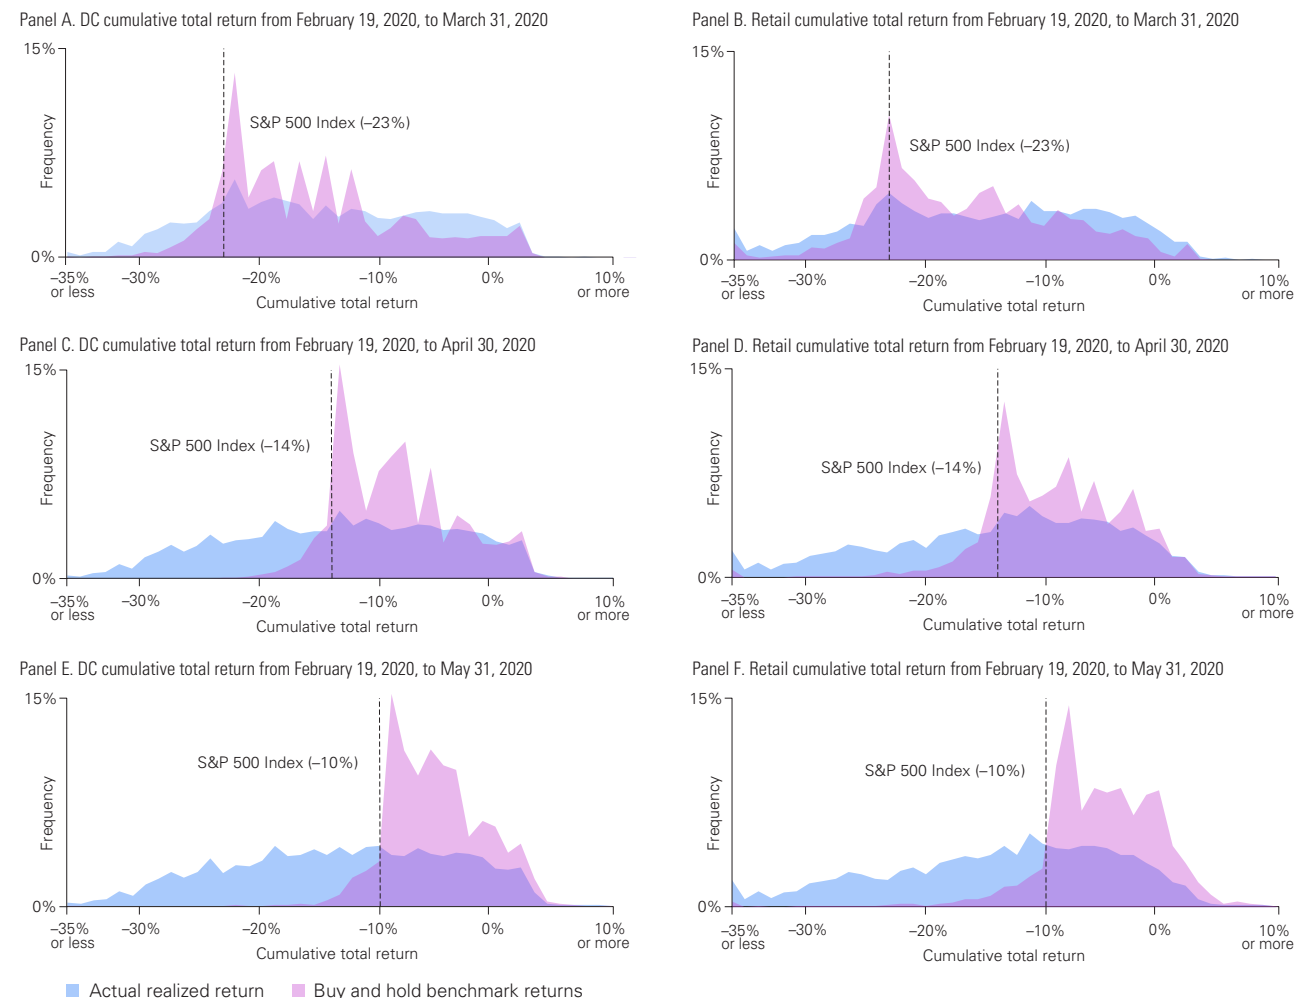 Panel A. DC cumulative total return from February 19, 2020, to March 31, 2020
15%
Frequency
S&P 500 Index (–23%)
0%
–35% or less
–30%
–20%
–10%
0%
10% or more
Cumulative total return
Panel B. Retail cumulative total return from February 19, 2020, to March 31, 2020
15%
Frequency
S&P 500 Index (–23%)
0%
–35% or less
–30%
–20%
–10%
0%
10% or more
Cumulative total return
Panel C. DC cumulative total return from February 19, 2020, to April 30, 2020
15%
Frequency
S&P 500 Index (–14%)
0%
–35% or less
–30%
–20%
–10%
0%
10% or more
Cumulative total return
Panel D. Retail cumulative total return from February 19, 2020, to April 30, 2020
15%
Frequency
S&P 500 Index (–14%)
0%
–35% or less
–30%
–20%
–10%
0%
10% or more
Cumulative total return
Panel E. DC cumulative total return from February 19, 2020, to May 31, 2020
15%
Frequency
S&P 500 Index (–10%)
0%
–35% or less
–30%
–20%
–10%
0%
10% or more
Cumulative total return
Panel F. Retail cumulative total return from February 19, 2020, to May 31, 2020
15%
Frequency
S&P 500 Index (–10%)
0%
–35% or less
–30%
–20%
–10%
0%
10% or more
Cumulative total return
Actual realized return
Buy and hold benchmark returns